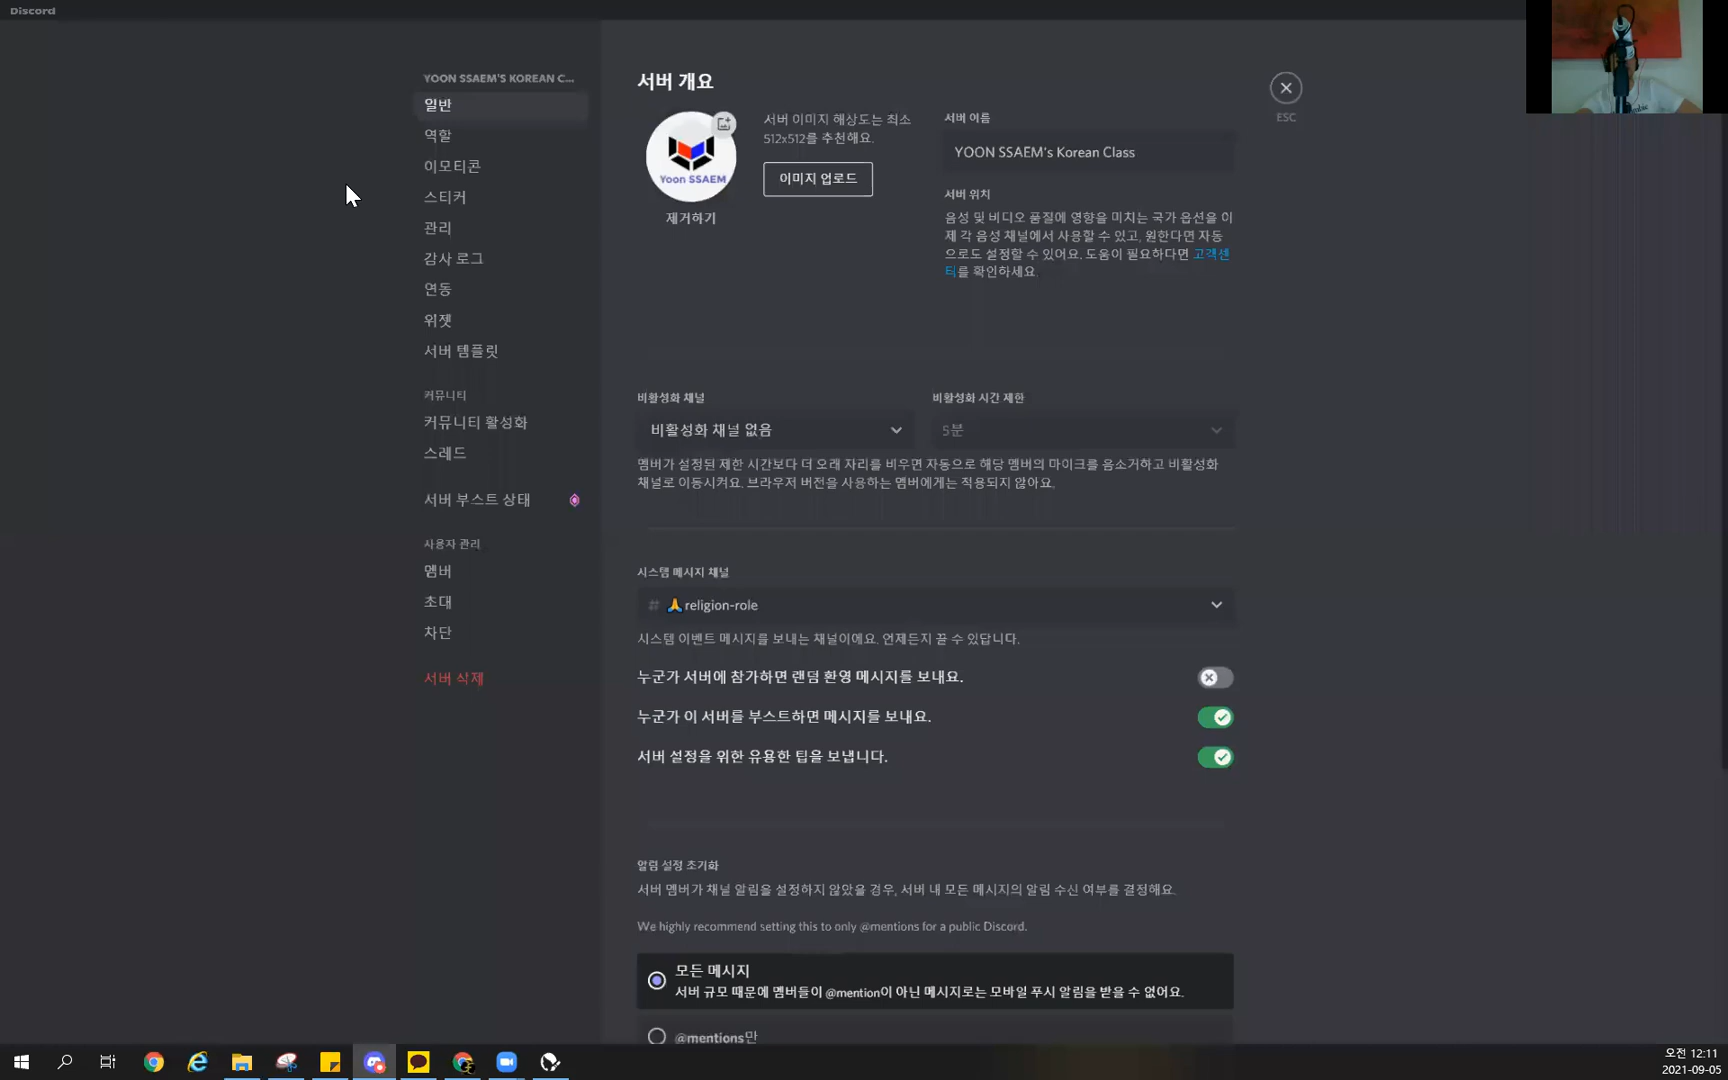 Discord
YOON SSAEM'S KOREAN C...
일반
역할
이모티콘
스티커
관리
감사 로그
연동
위젯
서버 템플릿
커뮤니티
커뮤니티 활성화
스레드
서버 부스트 상태
사용자 관리
멤버
초대
차단
서버 삭제
서버 개요
Yoon SSAEM
제거하기
서버 이미지 해상도는 최소
512x512를 추천해요.
이미지 업로드
서버 이름
YOON SSAEM's Korean Class
서버 위치
음성 및 비디오 품질에 영향을 미치는 국가 옵션을 이
제 각 음성 채널에서 사용할 수 있고, 원한다면 자동
으로도 설정할 수 있어요. 도움이 필요하다면 고객센
터를 확인하세요.
ESC
비활성화 채널
비활성화 채널 없음
비활성화 시간 제한
5분
멤버가 설정된 제한 시간보다 더 오래 자리를 비우면 자동으로 해당 멤버의 마이크를 음소거하고 비활성화
채널로 이동시켜요. 브라우저 버전을 사용하는 멤버에게는 적용되지 않아요.
시스템 메시지 채널
# 🙏religion-role
시스템 이벤트 메시지를 보내는 채널이에요. 언제든지 끌 수 있답니다.
누군가 서버에 참가하면 랜덤 환영 메시지를 보내요.
누군가 이 서버를 부스트하면 메시지를 보내요.
서버 설정을 위한 유용한 팁을 보냅니다.
알림 설정 초기화
서버 멤버가 채널 알림을 설정하지 않았을 경우, 서버 내 모든 메시지의 알림 수신 여부를 결정해요.
We highly recommend setting this to only @mentions for a public Discord.
모든 메시지
서버 규모 때문에 멤버들이 @mention이 아닌 메시지로는 모바일 푸시 알림을 받을 수 없어요.
@mentions만
오전 12:11
2021-09-05